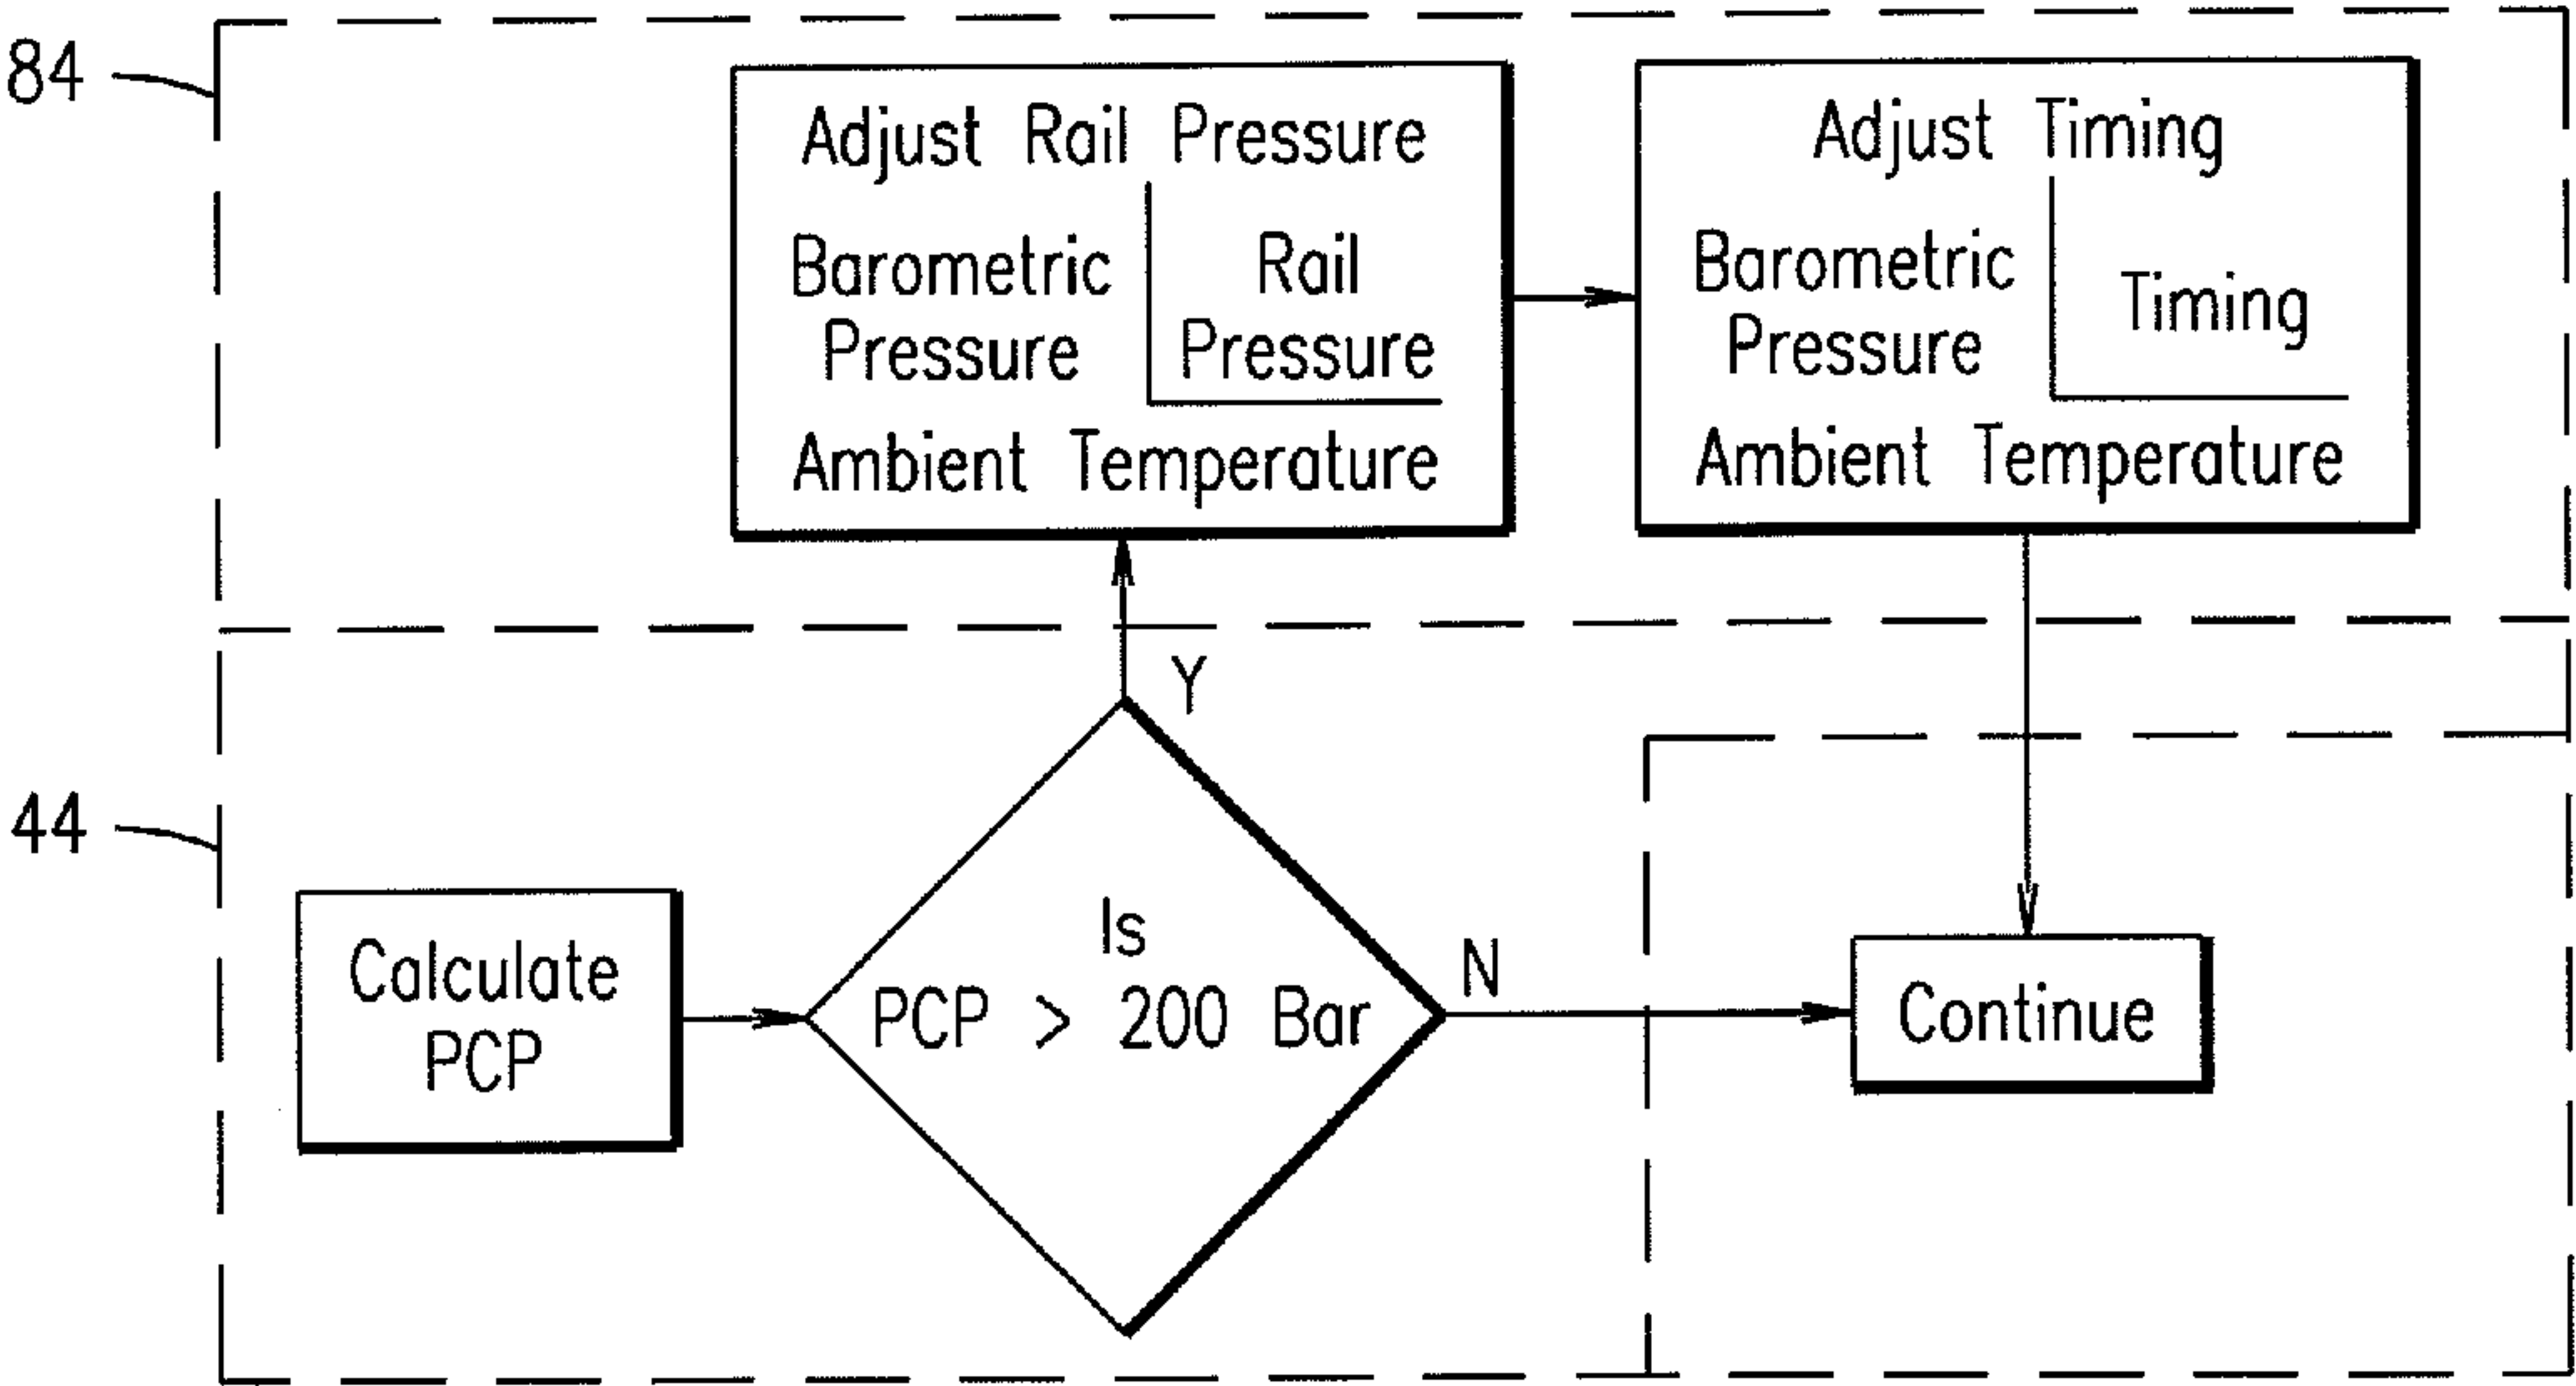 84
Adjust Rail Pressure
Barometric
Pressure
Rail
Pressure
Ambient Temperature
Adjust Timing
Barometric
Pressure
Timing
Ambient Temperature
Y
44
Calculate
PCP
Is
PCP > 200 Bar
N
Continue